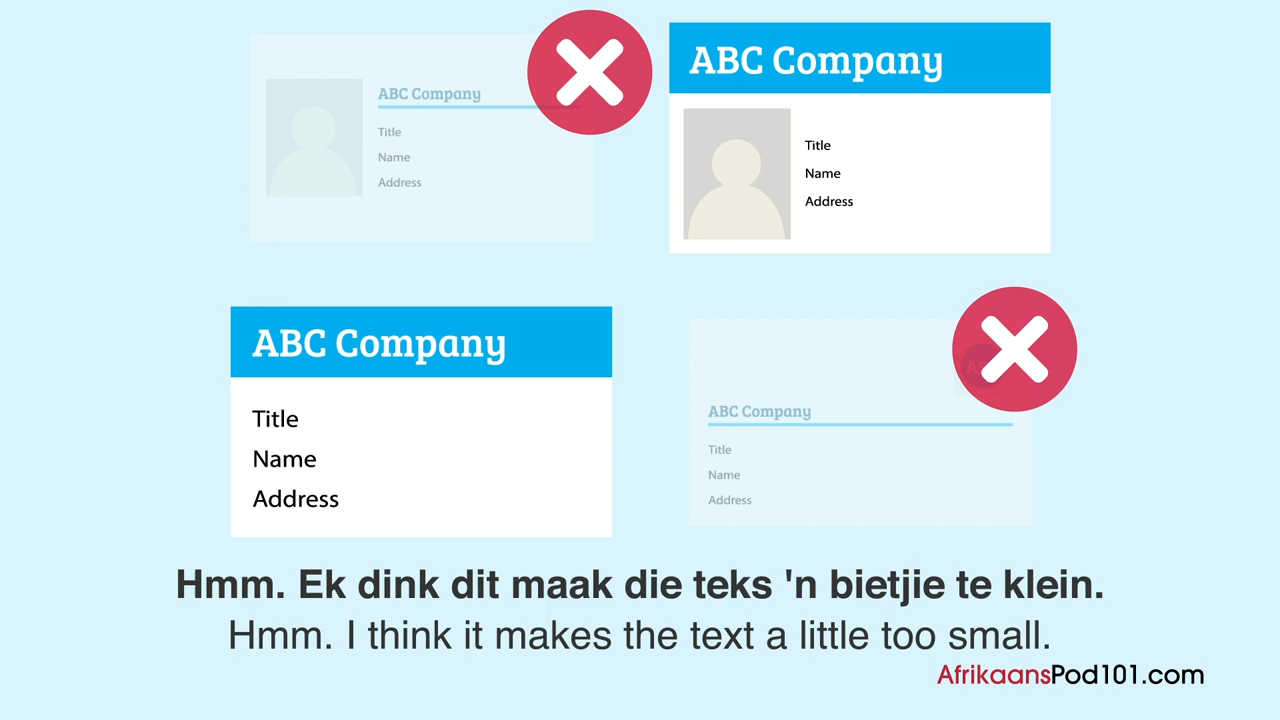 ABC Company
Title
Name
Address
ABC Company
Title
Name
Address
ABC Company
Title
Name
Address
ABC Company
Title
Name
Address
Hmm. Ek dink dit maak die teks 'n bietjie te klein.
Hmm. I think it makes the text a little too small.
AfrikaansPod101.com